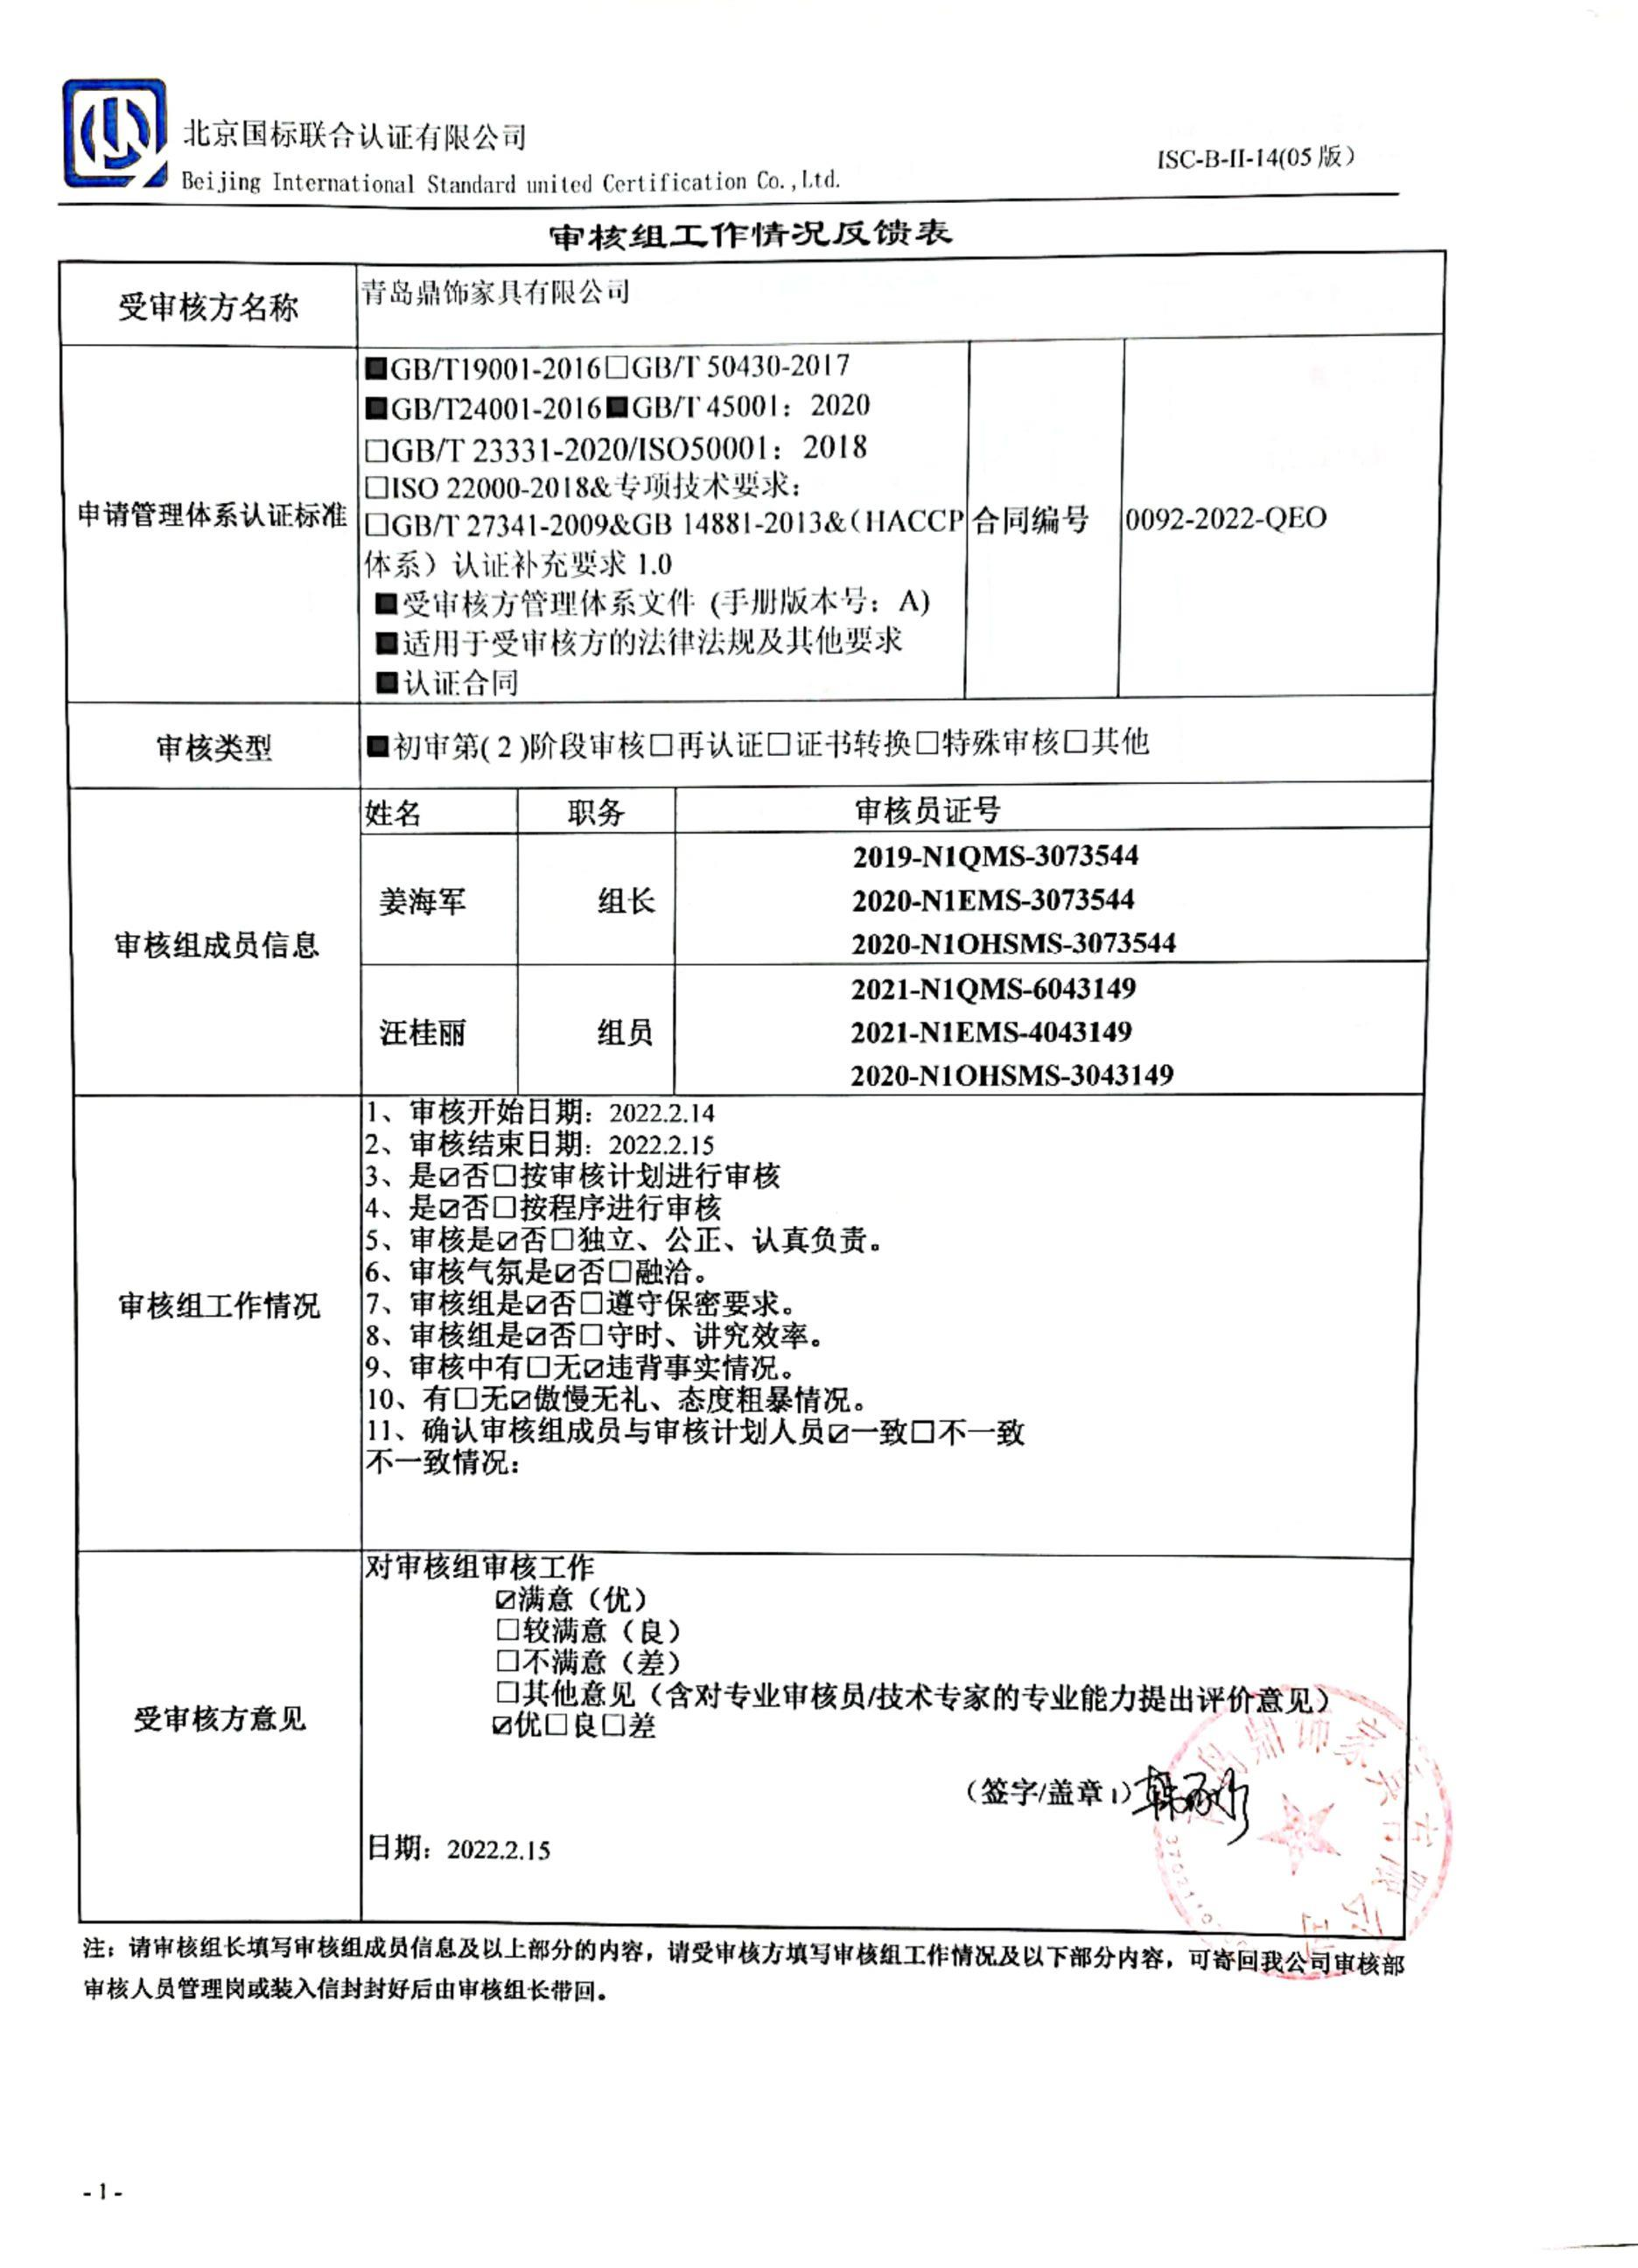 北京国标联合认证有限公司
Beijing International Standard united Certification Co.,Ltd.
ISC-B-II-14(05版)
审核组工作情况反馈表
受审核方名称
青岛鼎饰家具有限公司
申请管理体系认证标准
■GB/T19001-2016□GB/T 50430-2017
■GB/T24001-2016■GB/T 45001：2020
□GB/T 23331-2020/ISO50001：2018
□ISO 22000-2018&专项技术要求：
□GB/T 27341-2009&GB 14881-2013&（HACCP
体系）认证补充要求 1.0
■受审核方管理体系文件 (手册版本号：A)
■适用于受审核方的法律法规及其他要求
■认证合同
合同编号
0092-2022-QEO
审核类型
■初审第( 2 )阶段审核□再认证□证书转换□特殊审核□其他
审核组成员信息
姓名 职务 审核员证号
姜海军 组长
2019-N1QMS-3073544
2020-N1EMS-3073544
2020-N1OHSMS-3073544
汪桂丽 组员
2021-N1QMS-6043149
2021-N1EMS-4043149
2020-N1OHSMS-3043149
审核组工作情况
1、审核开始日期：2022.2.14
2、审核结束日期：2022.2.15
3、是☑否□按审核计划进行审核
4、是☑否□按程序进行审核
5、审核是☑否□独立、公正、认真负责。
6、审核气氛是☑否□融洽。
7、审核组是☑否□遵守保密要求。
8、审核组是☑否□守时、讲究效率。
9、审核中有□无☑违背事实情况。
10、有□无☑傲慢无礼、态度粗暴情况。
11、确认审核组成员与审核计划人员☑一致□不一致
不一致情况：
受审核方意见
对审核组审核工作
☑满意（优）
□较满意（良）
□不满意（差）
□其他意见（含对专业审核员/技术专家的专业能力提出评价意见）
☑优□良□差
（签字/盖章）
日期：2022.2.15
岛鼎饰家具有限公司
注：请审核组长填写审核组成员信息及以上部分的内容，请受审核方填写审核组工作情况及以下部分内容，可寄回我公司审核部
审核人员管理岗或装入信封封好后由审核组长带回。
- 1 -